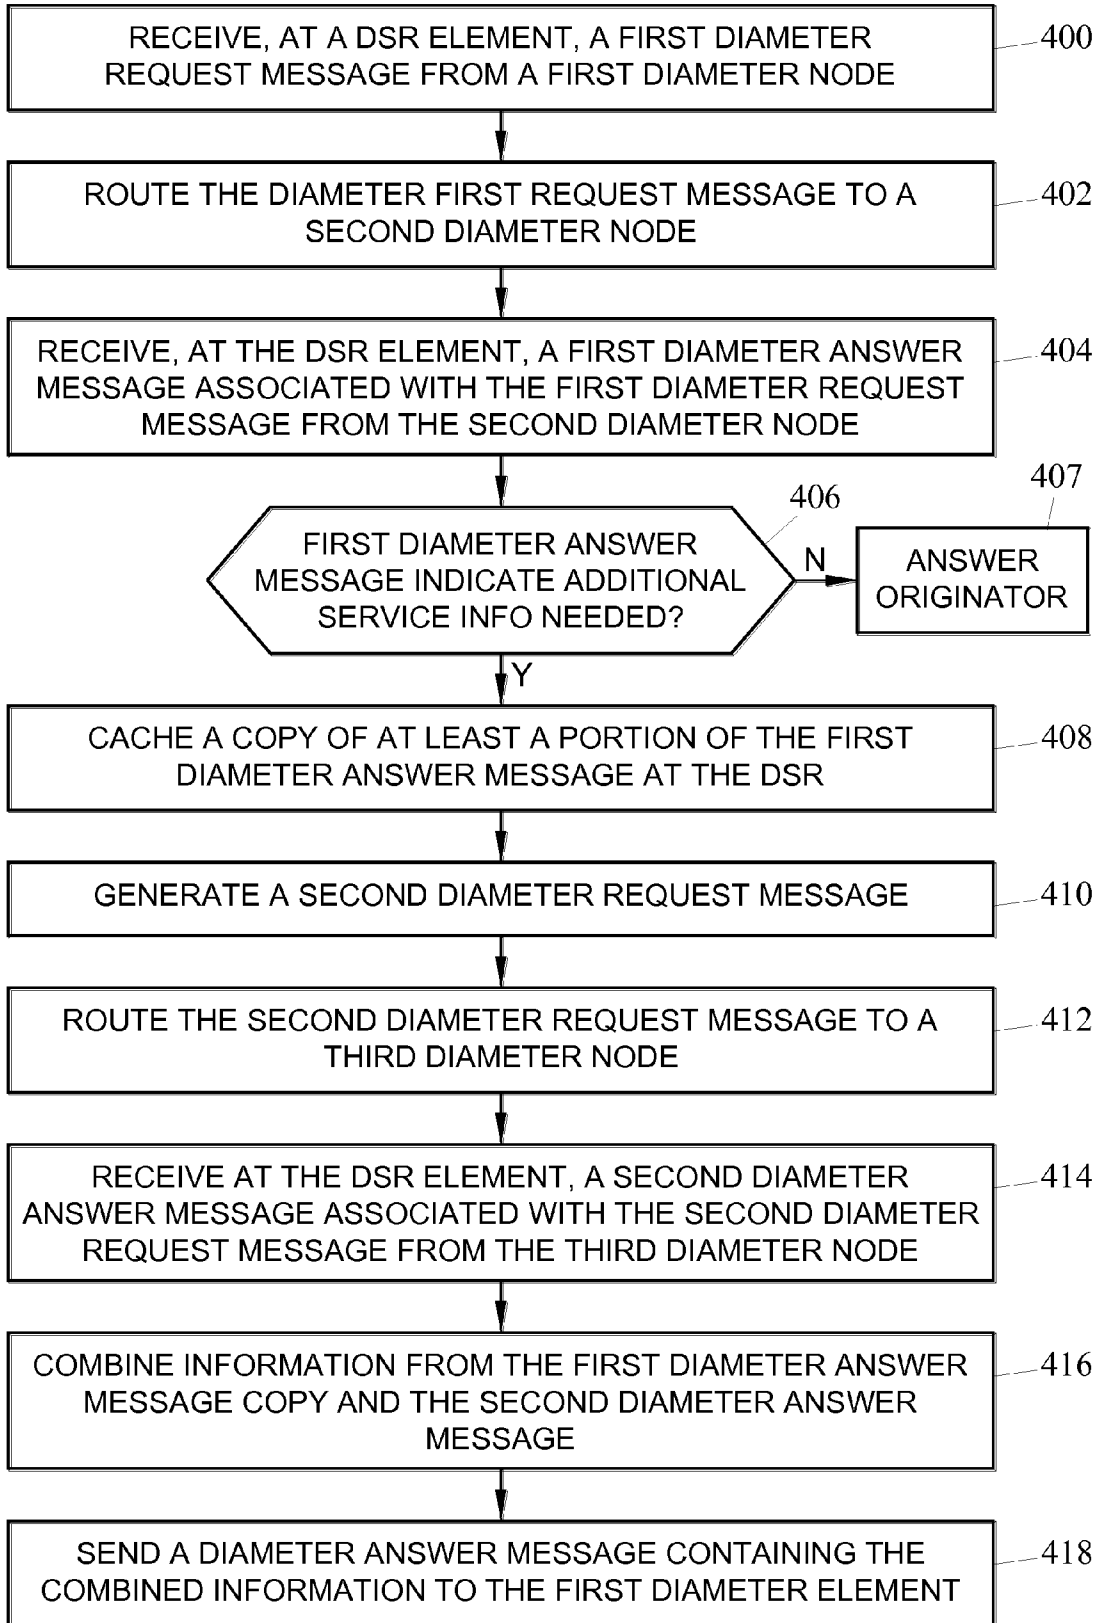 RECEIVE, AT A DSR ELEMENT, A FIRST DIAMETER
REQUEST MESSAGE FROM A FIRST DIAMETER NODE
400
ROUTE THE DIAMETER FIRST REQUEST MESSAGE TO A
SECOND DIAMETER NODE
402
RECEIVE, AT THE DSR ELEMENT, A FIRST DIAMETER ANSWER
MESSAGE ASSOCIATED WITH THE FIRST DIAMETER REQUEST
MESSAGE FROM THE SECOND DIAMETER NODE
404
FIRST DIAMETER ANSWER
MESSAGE INDICATE ADDITIONAL
SERVICE INFO NEEDED?
406
N
ANSWER
ORIGINATOR
407
Y
CACHE A COPY OF AT LEAST A PORTION OF THE FIRST
DIAMETER ANSWER MESSAGE AT THE DSR
408
GENERATE A SECOND DIAMETER REQUEST MESSAGE
410
ROUTE THE SECOND DIAMETER REQUEST MESSAGE TO A
THIRD DIAMETER NODE
412
RECEIVE AT THE DSR ELEMENT, A SECOND DIAMETER
ANSWER MESSAGE ASSOCIATED WITH THE SECOND DIAMETER
REQUEST MESSAGE FROM THE THIRD DIAMETER NODE
414
COMBINE INFORMATION FROM THE FIRST DIAMETER ANSWER
MESSAGE COPY AND THE SECOND DIAMETER ANSWER
MESSAGE
416
SEND A DIAMETER ANSWER MESSAGE CONTAINING THE
COMBINED INFORMATION TO THE FIRST DIAMETER ELEMENT
418